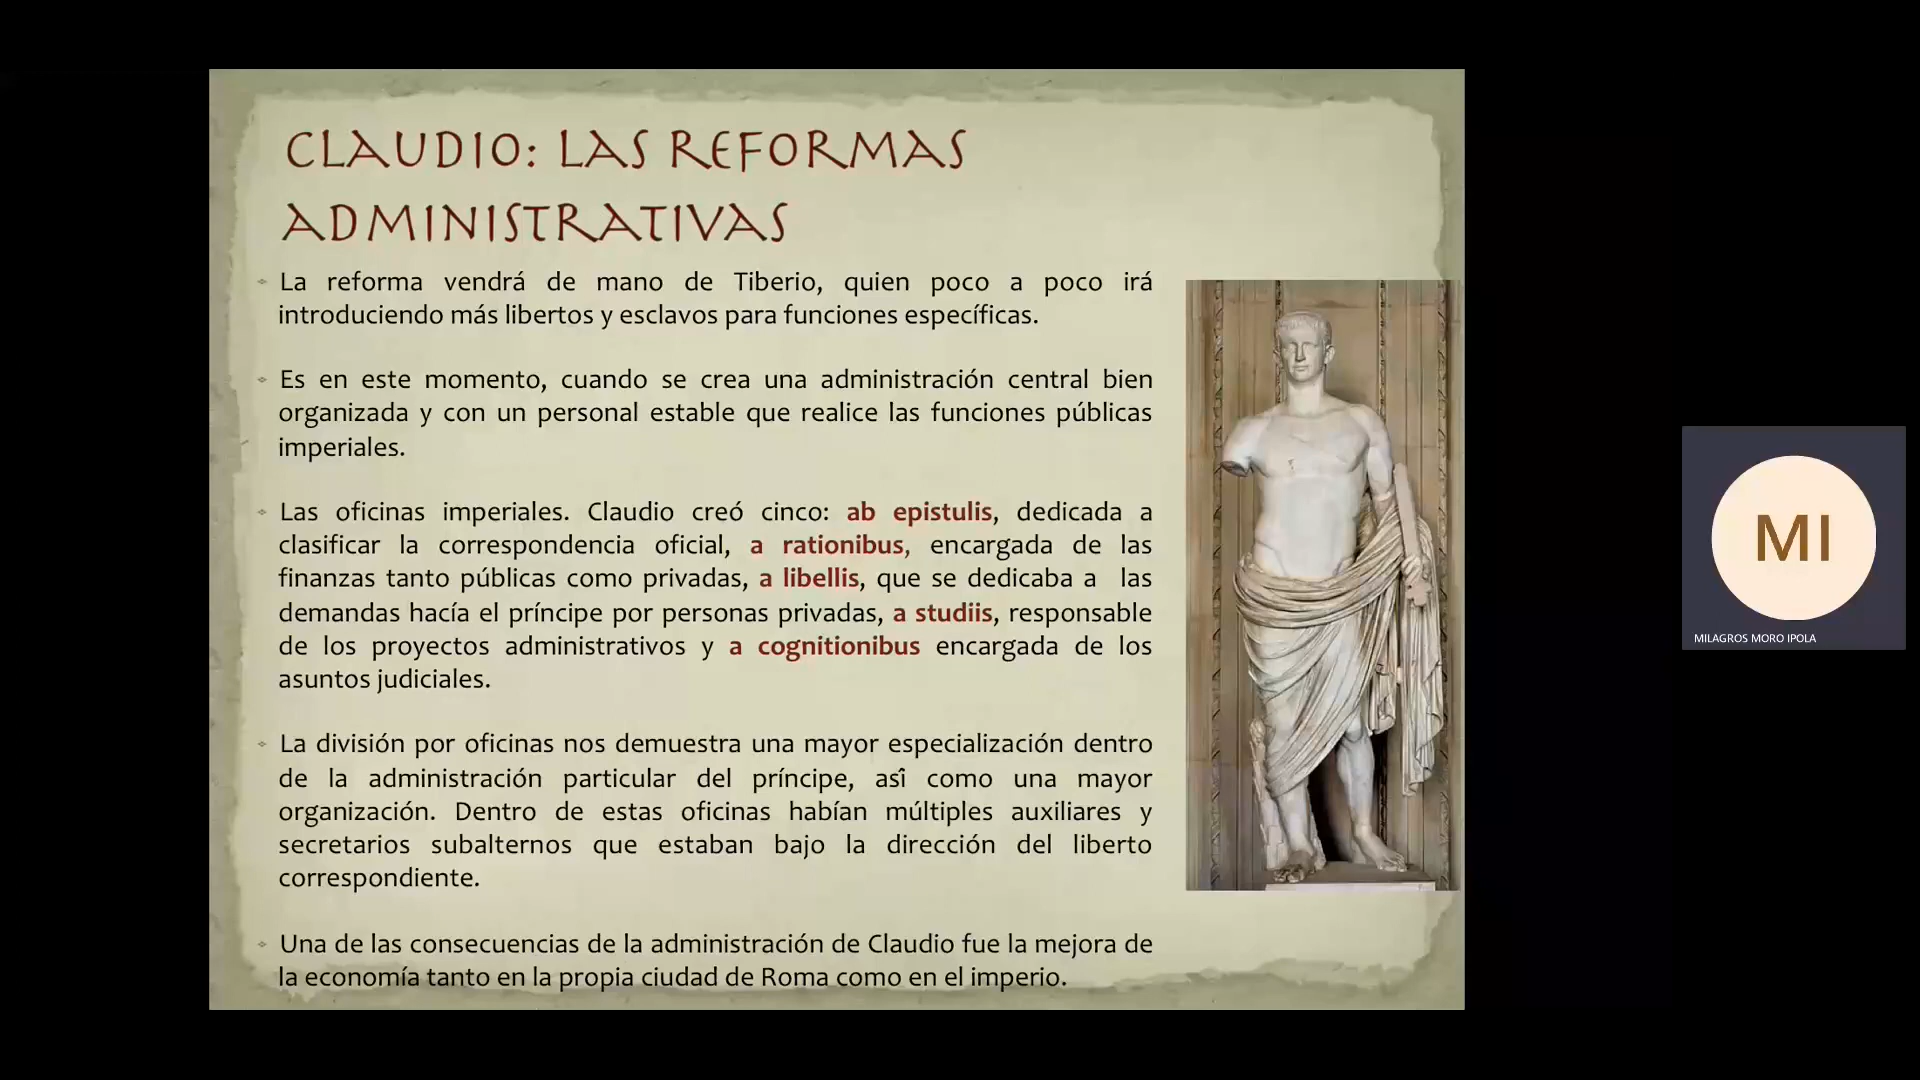 CLAUDIO: LAS REFORMAS
ADMINISTRATIVAS
La reforma vendrá de mano de Tiberio, quien poco a poco irá
introduciendo más libertos y esclavos para funciones específicas.
Es en este momento, cuando se crea una administración central bien
organizada y con un personal estable que realice las funciones públicas
imperiales.
Las oficinas imperiales. Claudio creó cinco: ab epistulis, dedicada a
clasificar la correspondencia oficial, a rationibus, encargada de las
finanzas tanto públicas como privadas, a libellis, que se dedicaba a las
demandas hacía el príncipe por personas privadas, a studiis, responsable
de los proyectos administrativos y a cognitionibus encargada de los
asuntos judiciales.
La división por oficinas nos demuestra una mayor especialización dentro
de la administración particular del príncipe, así como una mayor
organización. Dentro de estas oficinas habían múltiples auxiliares y
secretarios subalternos que estaban bajo la dirección del liberto
correspondiente.
Una de las consecuencias de la administración de Claudio fue la mejora de
la economía tanto en la propia ciudad de Roma como en el imperio.
MI
MILAGROS MORO IPOLA